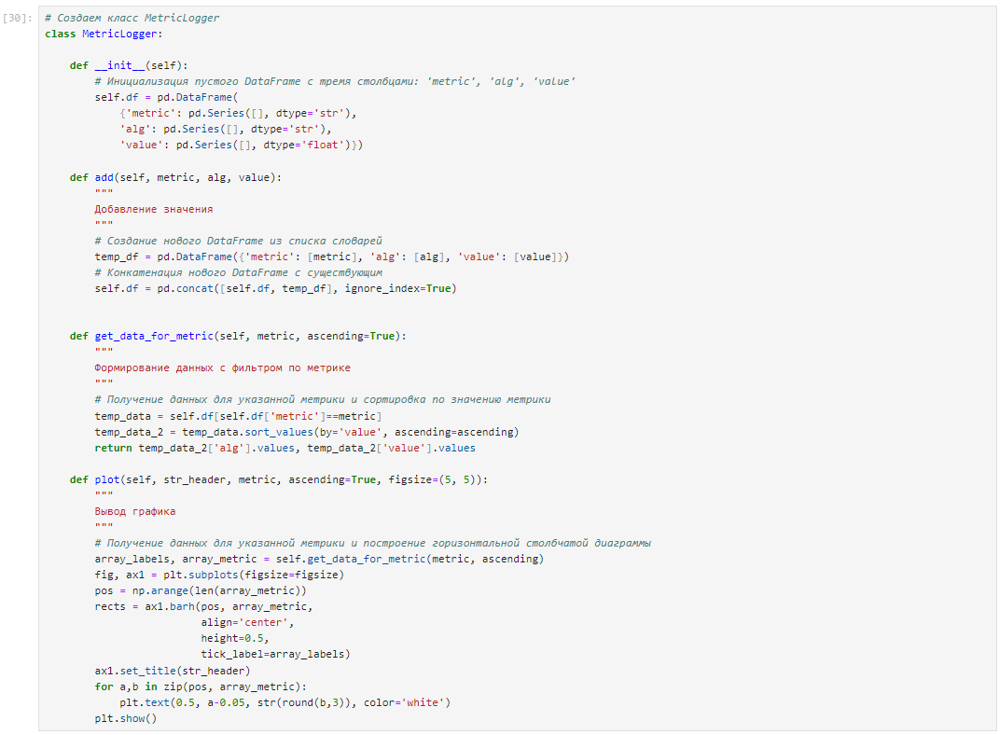 [30]: # Создаем класс MetricLogger
class MetricLogger:
def __init__(self):
# Инициализация пустого DataFrame с тремя столбцами: 'metric', 'alg', 'value'
self.df = pd.DataFrame(
{'metric': pd.Series([], dtype='str'),
'alg': pd.Series([], dtype='str'),
'value': pd.Series([], dtype='float')})
def add(self, metric, alg, value):
"""
Добавление значения
"""
# Создание нового DataFrame из списка словарей
temp_df = pd.DataFrame({'metric': [metric], 'alg': [alg], 'value': [value]})
# Конкатенация нового DataFrame с существующим
self.df = pd.concat([self.df, temp_df], ignore_index=True)
def get_data_for_metric(self, metric, ascending=True):
"""
Формирование данных с фильтром по метрике
"""
# Получение данных для указанной метрики и сортировка по значению метрики
temp_data = self.df[self.df['metric']==metric]
temp_data_2 = temp_data.sort_values(by='value', ascending=ascending)
return temp_data_2['alg'].values, temp_data_2['value'].values
def plot(self, str_header, metric, ascending=True, figsize=(5, 5)):
"""
Вывод графика
"""
# Получение данных для указанной метрики и построение горизонтальной столбчатой диаграммы
array_labels, array_metric = self.get_data_for_metric(metric, ascending)
fig, ax1 = plt.subplots(figsize=figsize)
pos = np.arange(len(array_metric))
rects = ax1.barh(pos, array_metric,
align='center',
height=0.5,
tick_label=array_labels)
ax1.set_title(str_header)
for a,b in zip(pos, array_metric):
plt.text(0.5, a-0.05, str(round(b,3)), color='white')
plt.show()